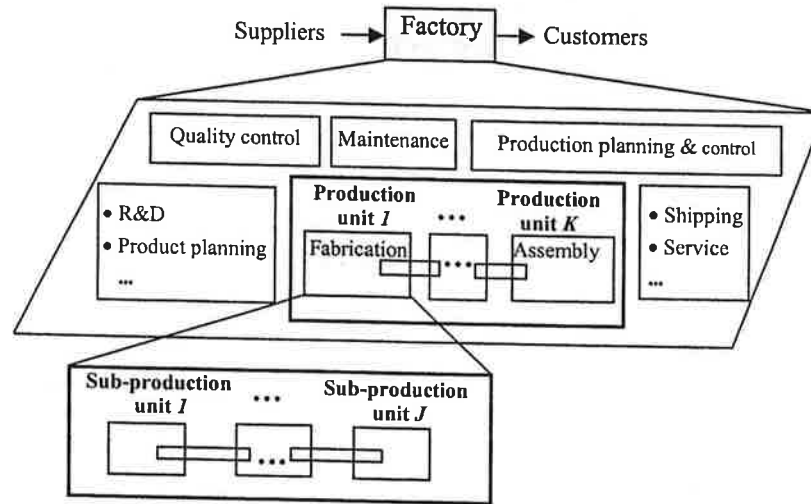 Suppliers
Factory
Customers
Quality control
Maintenance
Production planning & control
• R&D
• Product planning
...
Production
unit 1
...
Production
unit K
Fabrication
...
Assembly
• Shipping
• Service
...
Sub-production
unit 1
...
Sub-production
unit J
...